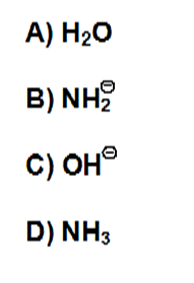 A) H₂O
B) NH₂⊖
C) OH⊖
D) NH₃